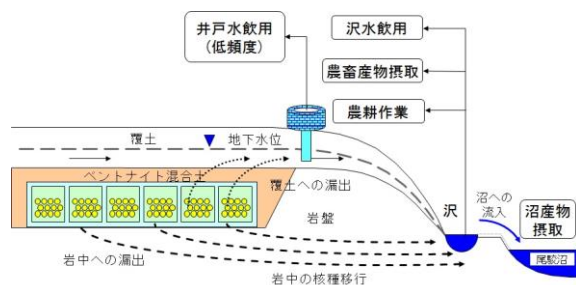 井戸水飲用
(低頻度)
沢水飲用
農畜産物摂取
農耕作業
覆土
地下水位
ベントナイト混合土
覆土への漏出
岩盤
沢
沼への
流入
沼産物
摂取
尾駮沼
岩中への漏出
岩中の核種移行